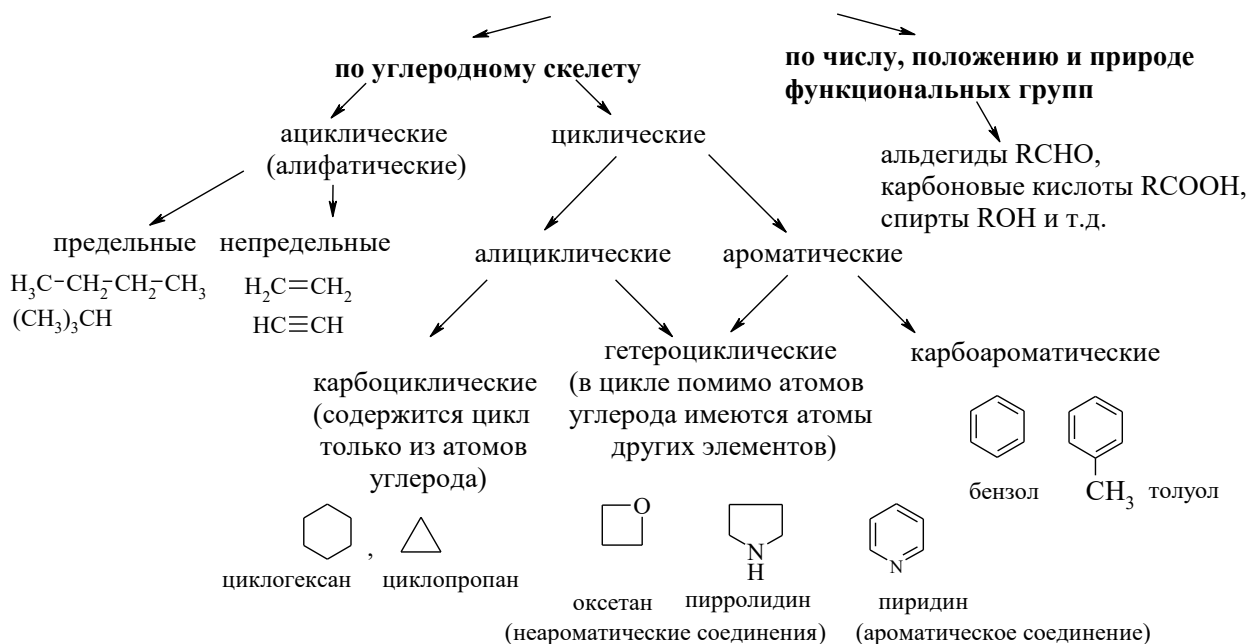 по углеродному скелету
по числу, положению и природе
функциональных групп
ациклические
(алифатические)
циклические
альдегиды RCHO,
карбоновые кислоты RCOOH,
спирты ROH и т.д.
предельные
непредельные
алициклические
ароматические
H₃C-CH₂-CH₂-CH₃
(CH₃)₃CH
H₂C=CH₂
HC≡CH
карбоциклические
(содержится цикл
только из атомов
углерода)
гетероциклические
(в цикле помимо атомов
углерода имеются атомы
других элементов)
карбоароматические
бензол
CH₃ толуол
,
циклогексан
циклопропан
O
N
H
N
оксетан
пирролидин
пиридин
(неароматические соединения)
(ароматическое соединение)